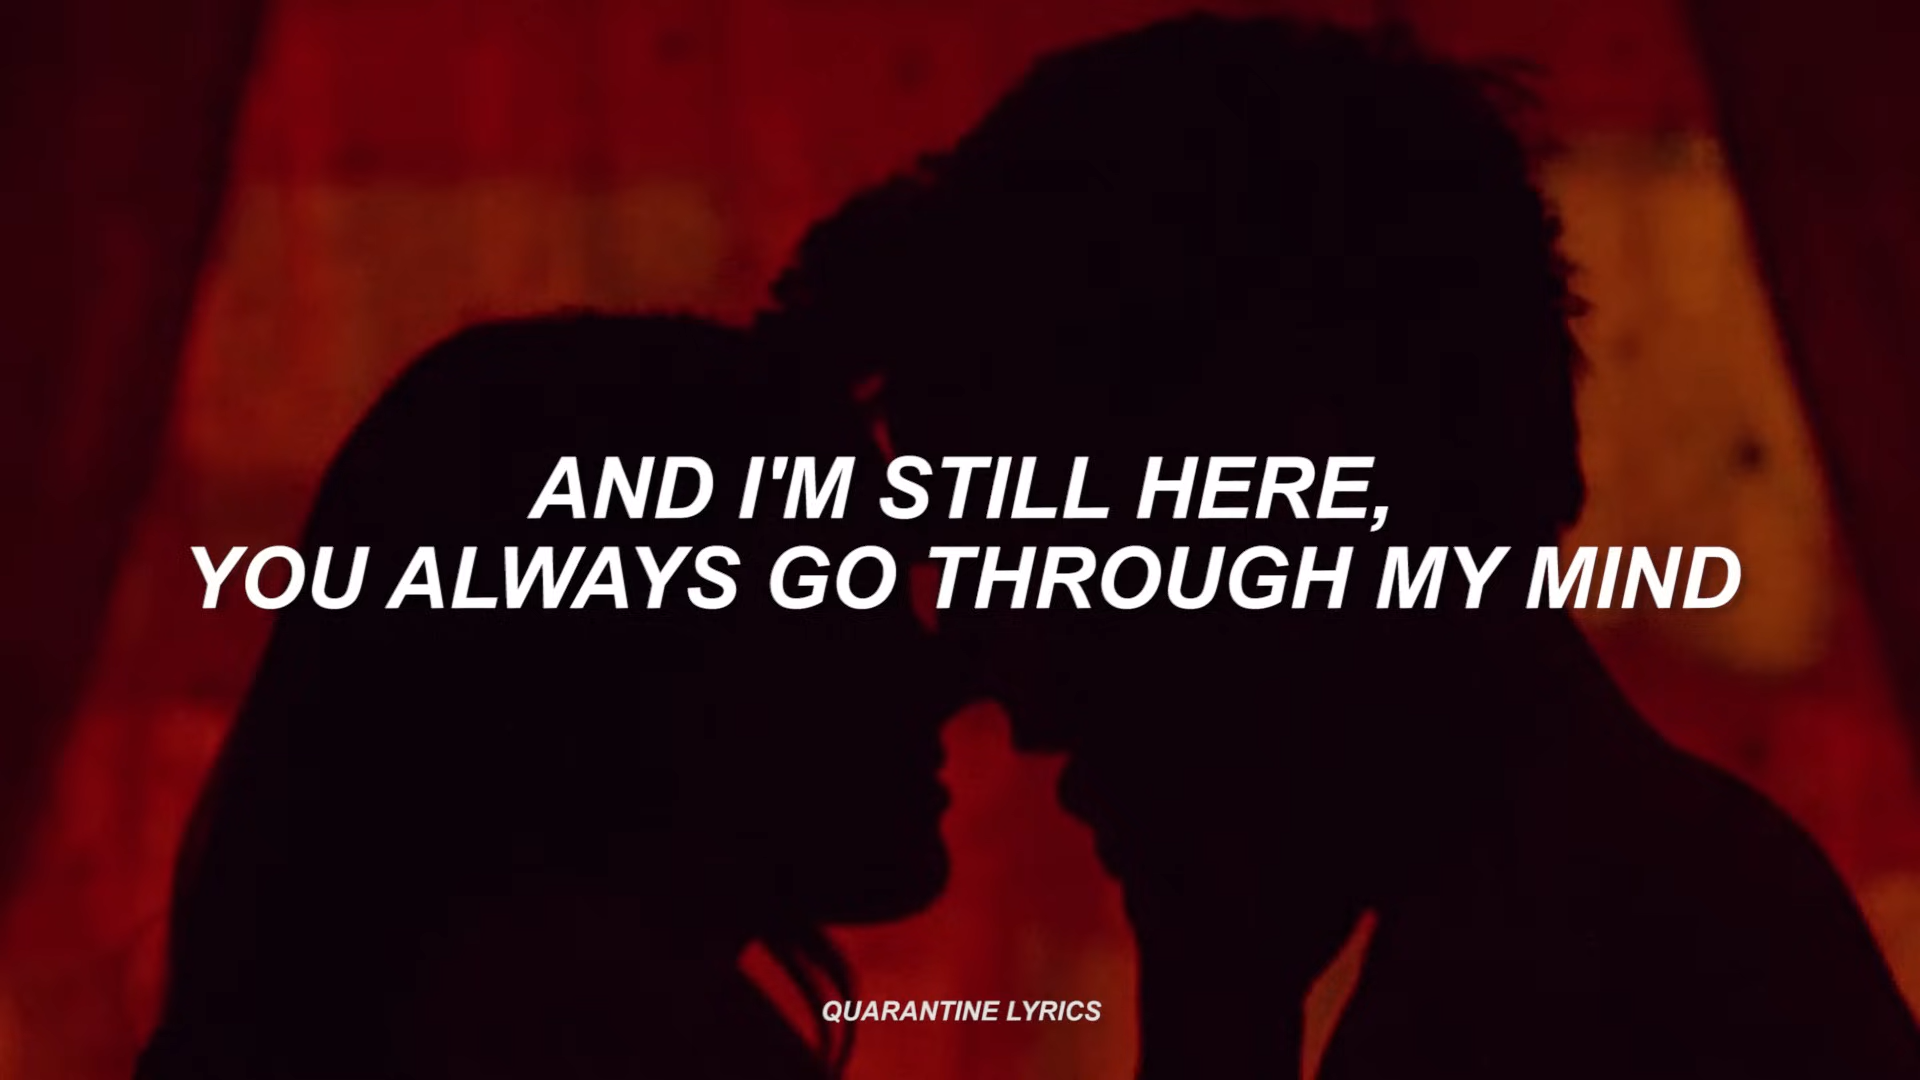 AND I'M STILL HERE,
YOU ALWAYS GO THROUGH MY MIND
QUARANTINE LYRICS